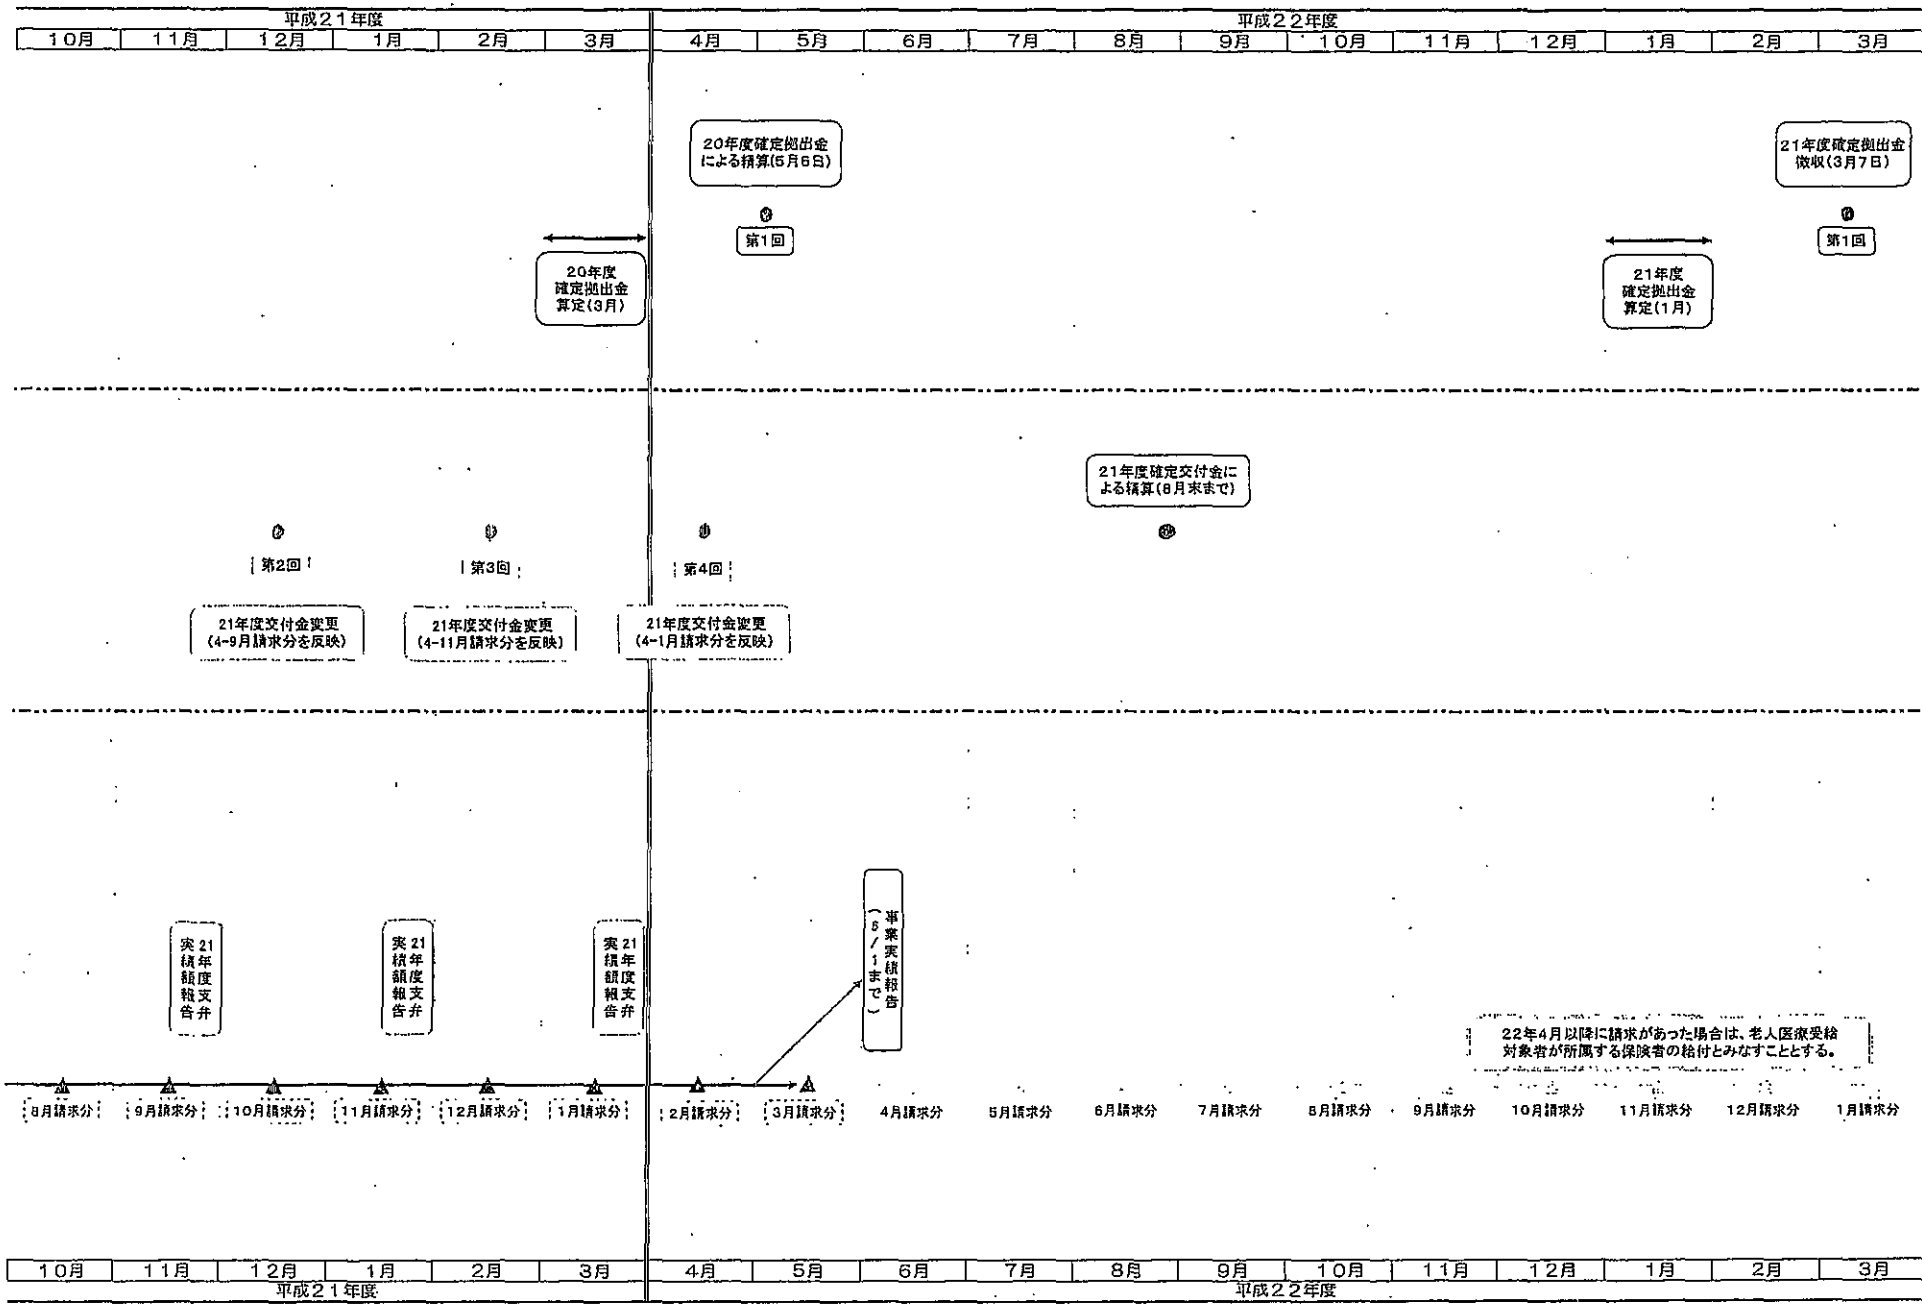 平成21年度 平成22年度
10月 11月 12月 1月 2月 3月 4月 5月 6月 7月 8月 9月 10月 11月 12月 1月 2月 3月
20年度確定拠出金
による精算(5月6日)
第1回
21年度確定拠出金
徴収(3月7日)
第1回
20年度
確定拠出金
算定(3月)
21年度
確定拠出金
算定(1月)
21年度確定交付金に
よる精算(8月末まで)
第2回 第3回 第4回
21年度交付金変更
(4-9月請求分を反映)
21年度交付金変更
(4-11月請求分を反映)
21年度交付金変更
(4-1月請求分を反映)
21年度支弁
実績額報告
21年度支弁
実績額報告
21年度支弁
実績額報告
事業実績報告
まで)
22年4月以降に請求があった場合は、老人医療受給
対象者が所属する保険者の給付とみなすこととする。
8月請求分 9月請求分 10月請求分 11月請求分 12月請求分 1月請求分 2月請求分 3月請求分 4月請求分 5月請求分 6月請求分 7月請求分 8月請求分 9月請求分 10月請求分 11月請求分 12月請求分 1月請求分
10月 11月 12月 1月 2月 3月 4月 5月 6月 7月 8月 9月 10月 11月 12月 1月 2月 3月
平成21年度 平成22年度